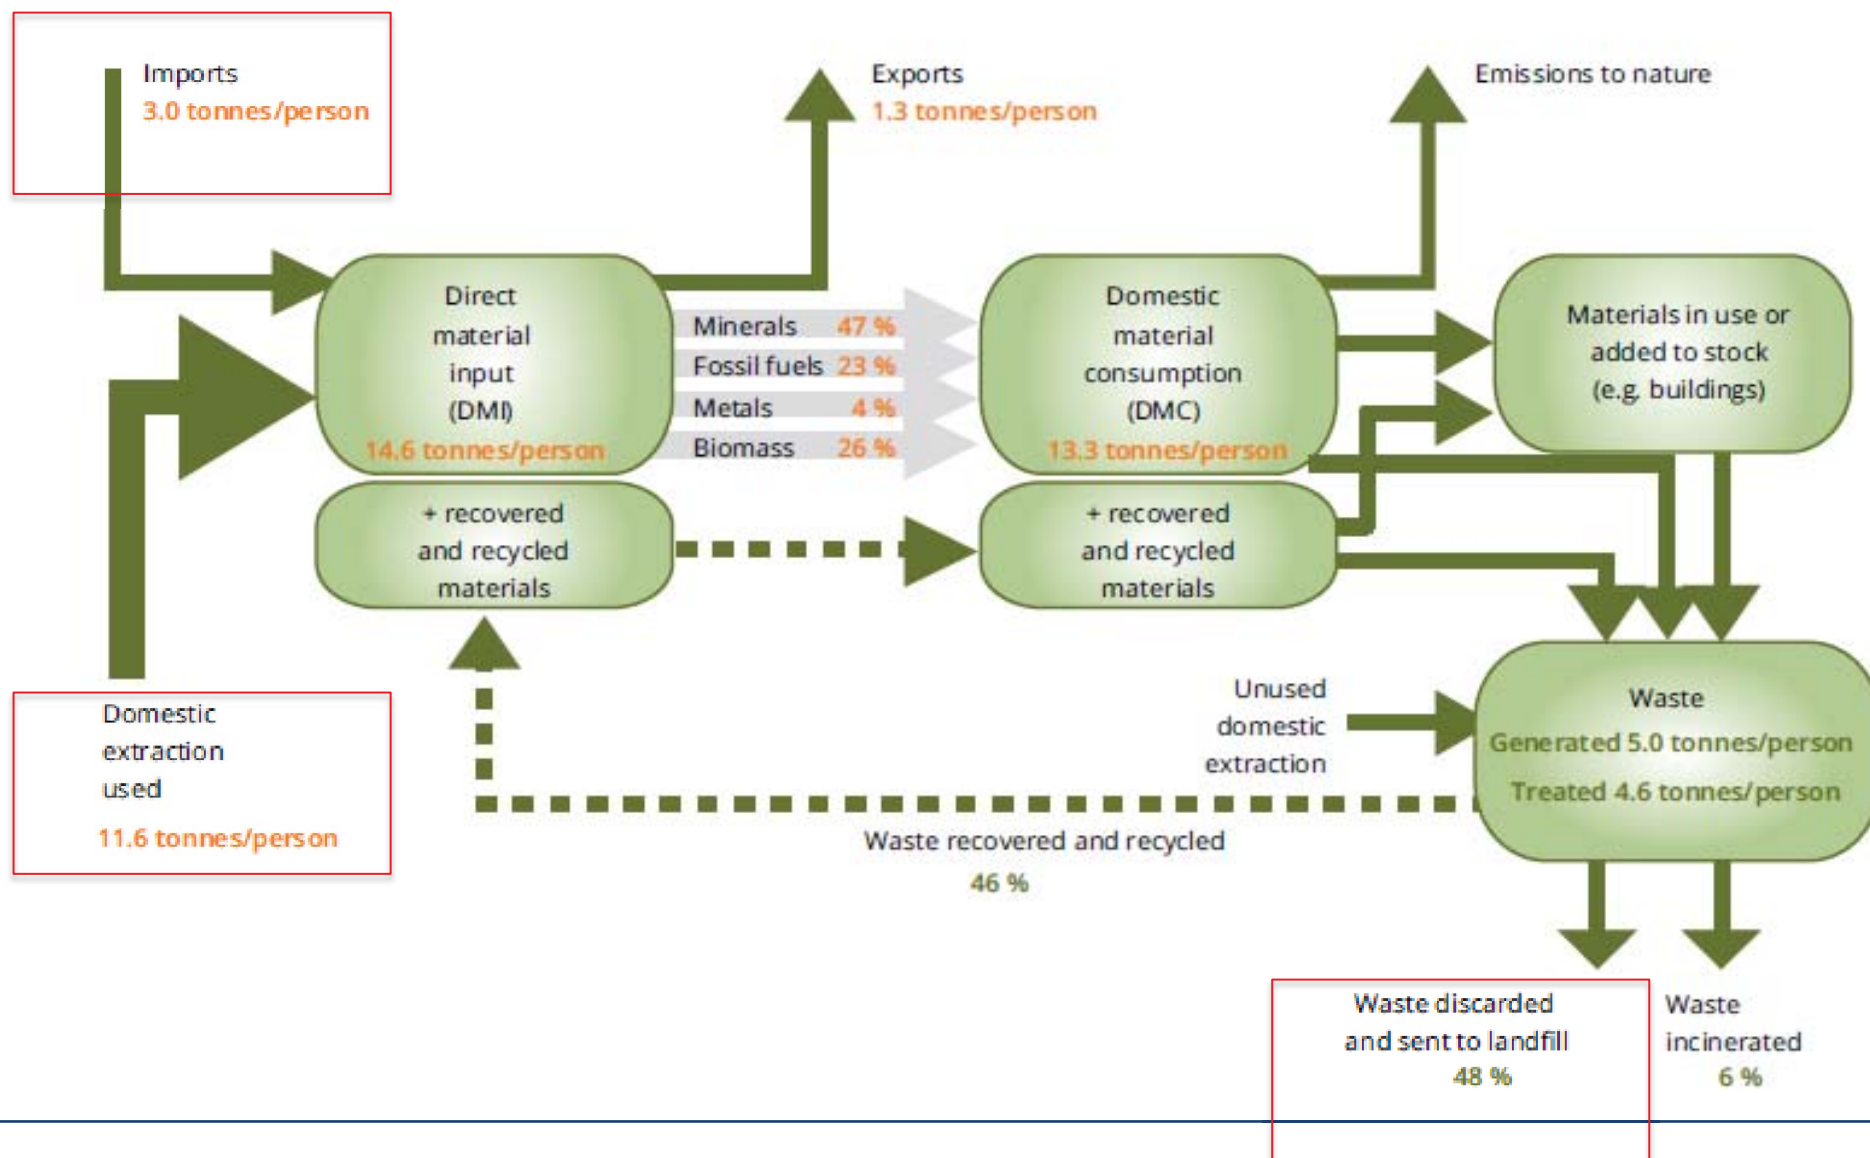 Imports
3.0 tonnes/person
Exports
1.3 tonnes/person
Emissions to nature
Direct
material
input
(DMI)
14.6 tonnes/person
Minerals 47 %
Fossil fuels 23 %
Metals 4 %
Biomass 26 %
Domestic
material
consumption
(DMC)
13.3 tonnes/person
Materials in use or
added to stock
(e.g. buildings)
+ recovered
and recycled
materials
+ recovered
and recycled
materials
Domestic
extraction
used
11.6 tonnes/person
Unused
domestic
extraction
Waste
Generated 5.0 tonnes/person
Treated 4.6 tonnes/person
Waste recovered and recycled
46 %
Waste discarded
and sent to landfill
48 %
Waste
incinerated
6 %